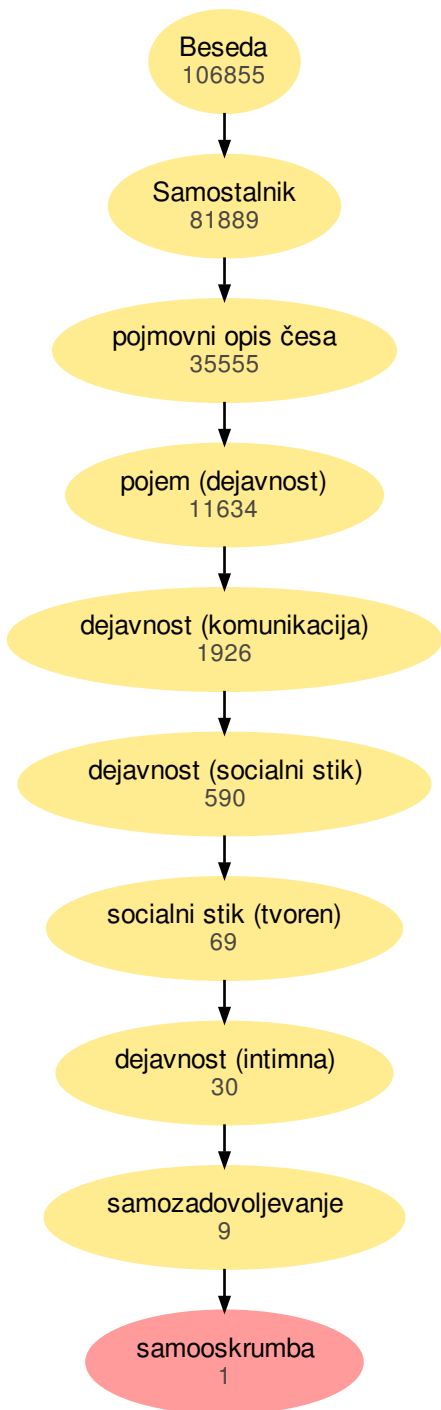 Beseda
106855
Samostalnik
81889
pojmovni opis česa
35555
pojem (dejavnost)
11634
dejavnost (komunikacija)
1926
dejavnost (socialni stik)
590
socialni stik (tvoren)
69
dejavnost (intimna)
30
samozadovoljevanje
9
samooskrumba
1